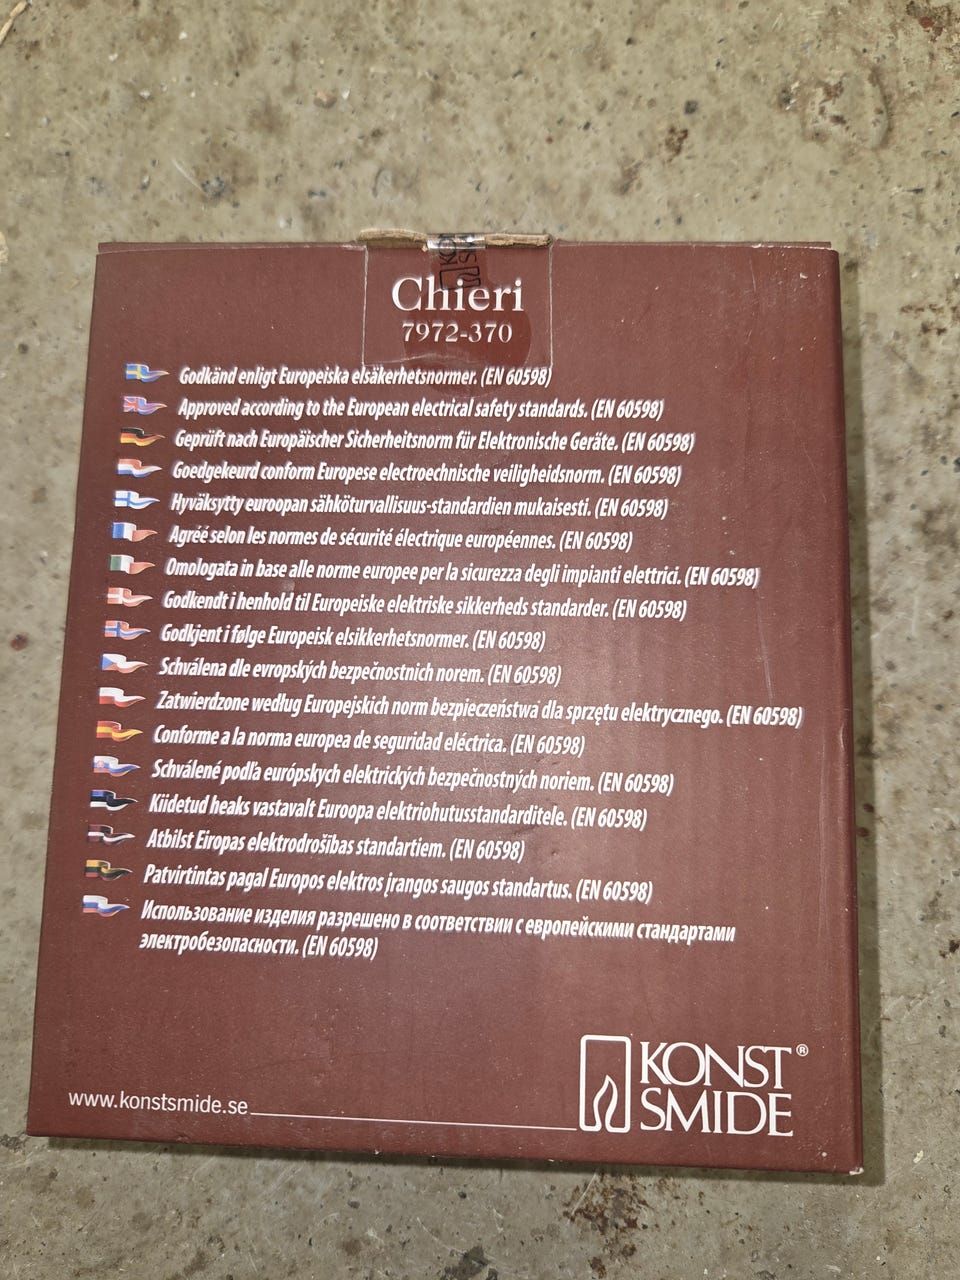 KONST
SM
Chieri
7972-370
Godkänd enligt Europeiska elsäkerhetsnormer. (EN 60598)
Approved according to the European electrical safety standards. (EN 60598)
Geprüft nach Europäischer Sicherheitsnorm für Elektronische Geräte. (EN 60598)
Goedgekeurd conform Europese electroechnische veiligheidsnorm. (EN 60598)
Hyväksytty euroopan sähköturvallisuus-standardien mukaisesti. (EN 60598)
Agréé selon les normes de sécurité électrique européennes. (EN 60598)
Omologata in base alle norme europee per la sicurezza degli impianti elettrici. (EN 60598)
Godkendt i henhold til Europeiske elektriske sikkerheds standarder. (EN 60598)
Godkjent i følge Europeisk elsikkerhetsnormer. (EN 60598)
Schválena dle evropských bezpečnostnich norem. (EN 60598)
Zatwierdzone według Europejskich norm bezpieczeństwa dla sprzętu elektrycznego. (EN 60598)
Conforme a la norma europea de seguridad eléctrica. (EN 60598)
Schválené podľa európskych elektrických bezpečnostných noriem. (EN 60598)
Kiidetud heaks vastavalt Euroopa elektriohutusstandarditele. (EN 60598)
Atbilst Eiropas elektrodrošības standartiem. (EN 60598)
Patvirtintas pagal Europos elektros įrangos saugos standartus. (EN 60598)
Использование изделия разрешено в соответствии с европейскими стандартами
электробезопасности. (EN 60598)
www.konstsmide.se
KONST®
SMIDE